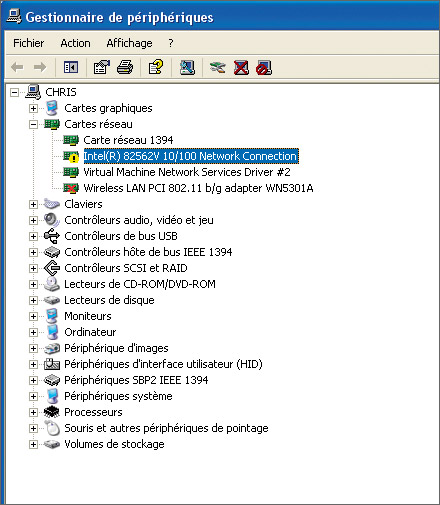 Gestionnaire de périphériques
Fichier Action Affichage ?
CHRIS
Cartes graphiques
Cartes réseau
Carte réseau 1394
Intel(R) 82562V 10/100 Network Connection
Virtual Machine Network Services Driver #2
Wireless LAN PCI 802.11 b/g adapter WN5301A
Claviers
Contrôleurs audio, vidéo et jeu
Contrôleurs de bus USB
Contrôleurs hôte de bus IEEE 1394
Contrôleurs SCSI et RAID
Lecteurs de CD-ROM/DVD-ROM
Lecteurs de disque
Moniteurs
Ordinateur
Périphérique d'images
Périphériques d'interface utilisateur (HID)
Périphériques SBP2 IEEE 1394
Périphériques système
Processeurs
Souris et autres périphériques de pointage
Volumes de stockage